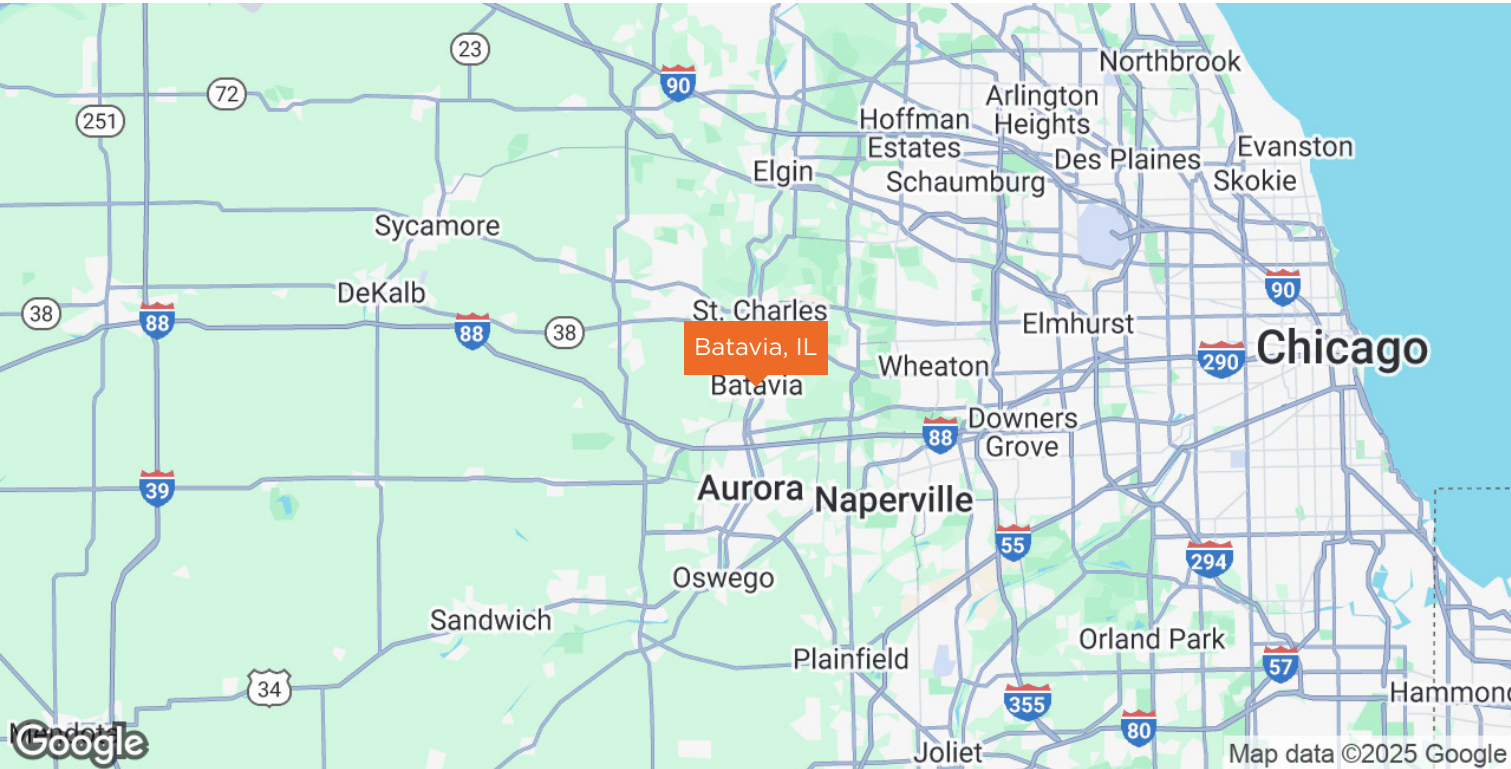 23
Northbrook
90
72
Arlington
Heights
251
Hoffman
Estates
Evanston
Des Plaines
Elgin
Schaumburg
Skokie
Sycamore
90
DeKalb
38
St. Charles
88
Elmhurst
88
38
Batavia, IL
Chicago
290
Wheaton
Batavia
Downers
Grove
88
Aurora
Naperville
39
55
294
Oswego
Sandwich
Orland Park
Plainfield
57
34
Hammond
355
80
Mendota
Google
Joliet
Map data ©2025 Google